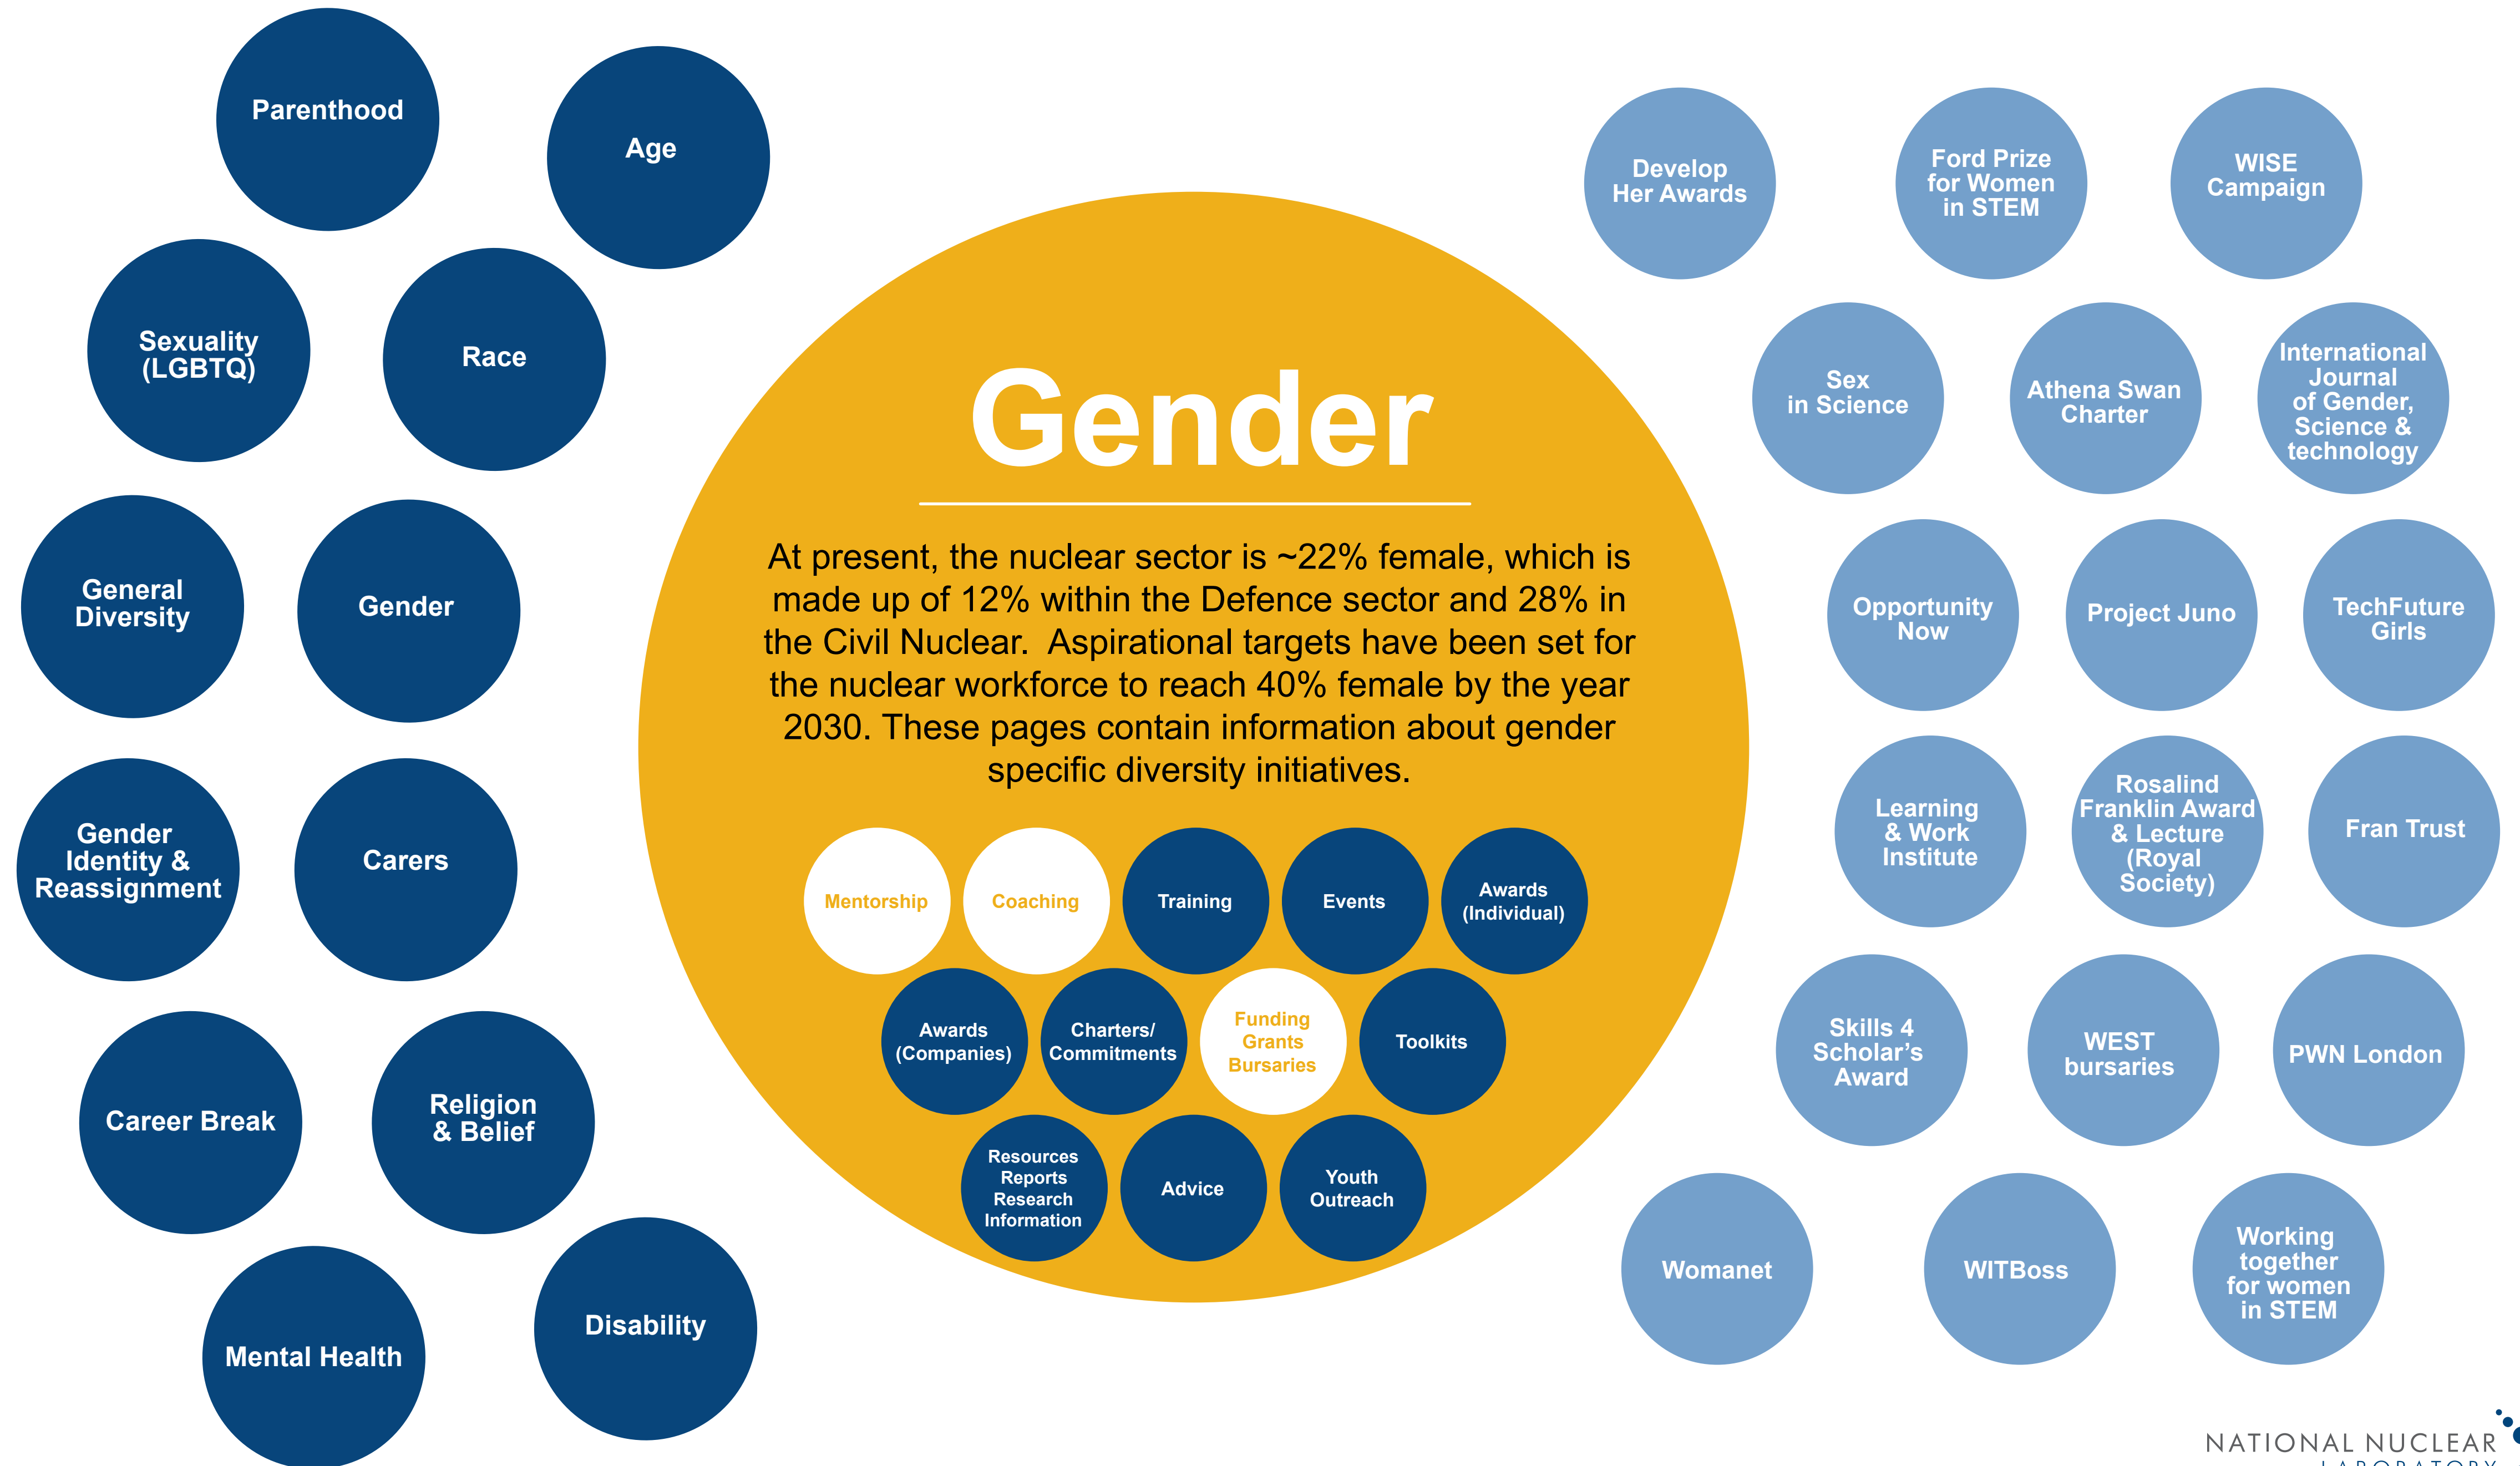 Parenthood
Age
Sexuality
(LGBTQ)
Race
General
Diversity
Gender
Gender
Identity &
Reassignment
Carers
Career Break
Religion
& Belief
Mental Health
Disability
Gender
At present, the nuclear sector is ~22% female, which is
made up of 12% within the Defence sector and 28% in
the Civil Nuclear.  Aspirational targets have been set for
the nuclear workforce to reach 40% female by the year
2030. These pages contain information about gender
specific diversity initiatives.
Mentorship
Coaching
Training
Events
Awards
(Individual)
Awards
(Companies)
Charters/
Commitments
Funding
Grants
Bursaries
Toolkits
Resources
Reports
Research
Information
Advice
Youth
Outreach
Develop
Her Awards
Ford Prize
for Women
in STEM
WISE
Campaign
Sex
in Science
Athena Swan
Charter
International
Journal
of Gender,
Science &
technology
Opportunity
Now
Project Juno
TechFuture
Girls
Learning
& Work
Institute
Rosalind
Franklin Award
& Lecture
(Royal
Society)
Fran Trust
Skills 4
Scholar’s
Award
WEST
bursaries
PWN London
Womanet
WITBoss
Working
together
for women
in STEM
NATIONAL NUCLEAR
LABORATORY